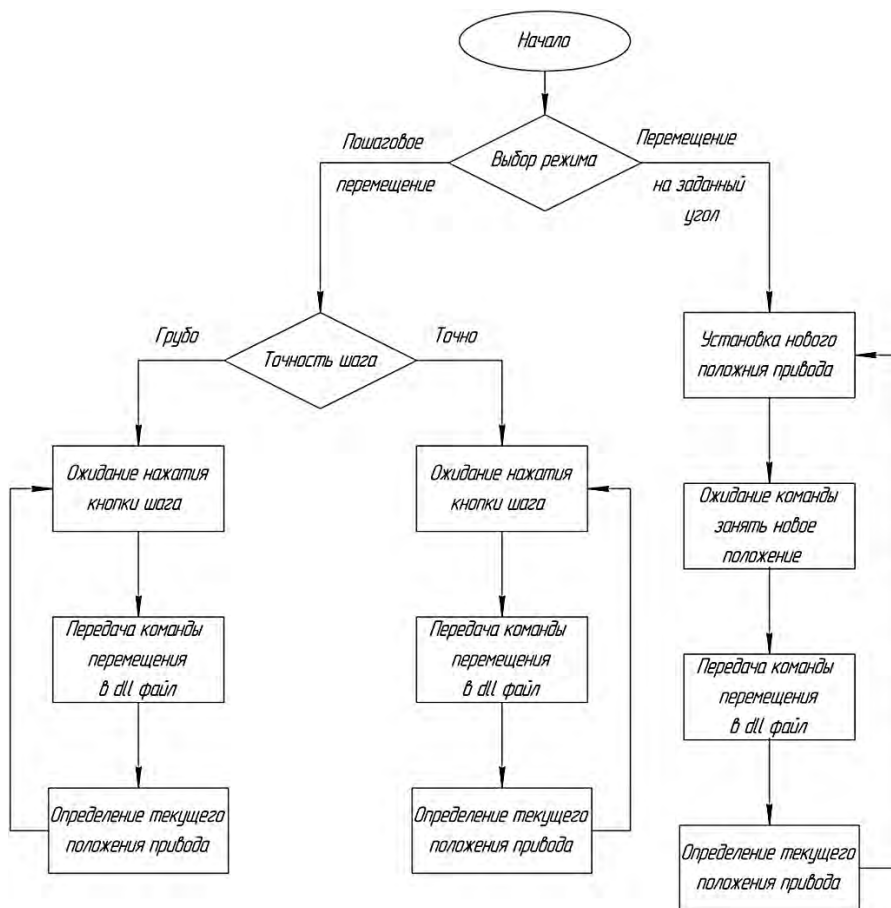 Начало
Выбор режима
Пошаговое
перемещение
Перемещение
на заданный
угол
Точность шага
Грубо
Точно
Ожидание нажатия
кнопки шага
Передача команды
перемещения
в dll файл
Определение текущего
положения привода
Ожидание нажатия
кнопки шага
Передача команды
перемещения
в dll файл
Определение текущего
положения привода
Установка нового
положния привода
Ожидание команды
занять новое
положение
Передача команды
перемещения
в dll файл
Определение текущего
положения привода